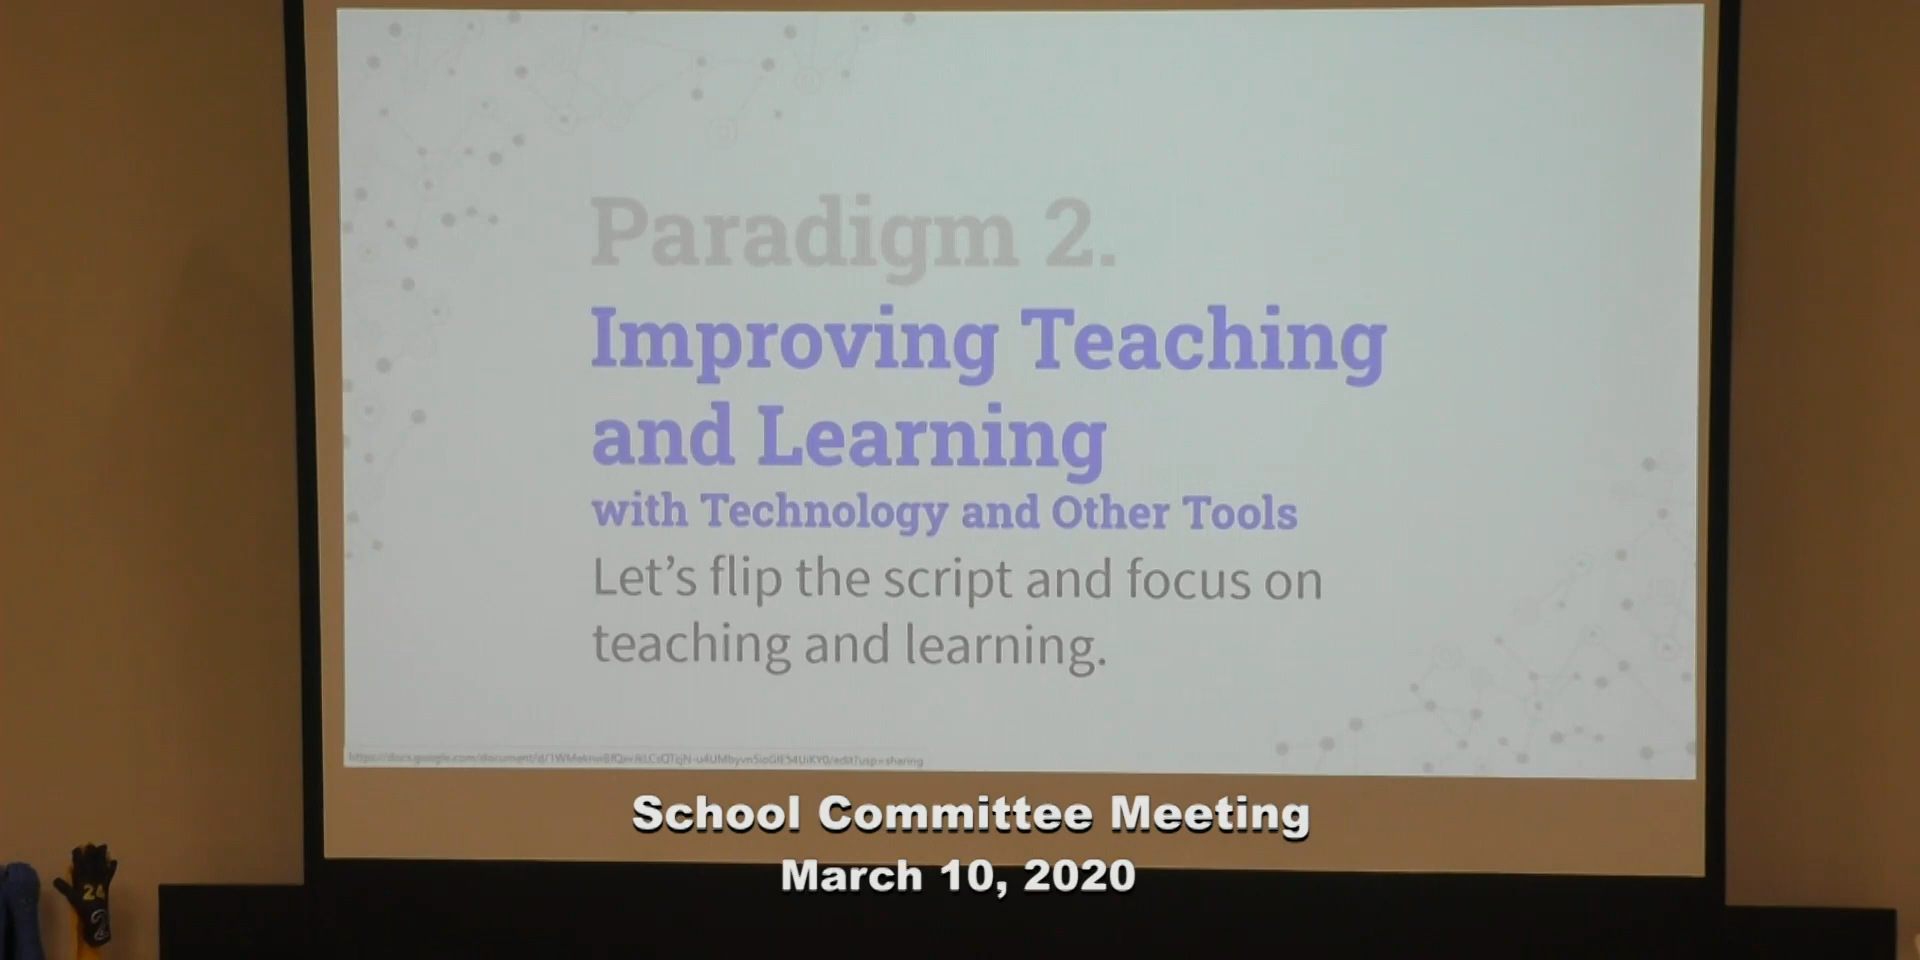 Paradigm 2.
Improving Teaching
and Learning
with Technology and Other Tools
Let's flip the script and focus on
teaching and learning.
School Committee Meeting
March 10, 2020
24